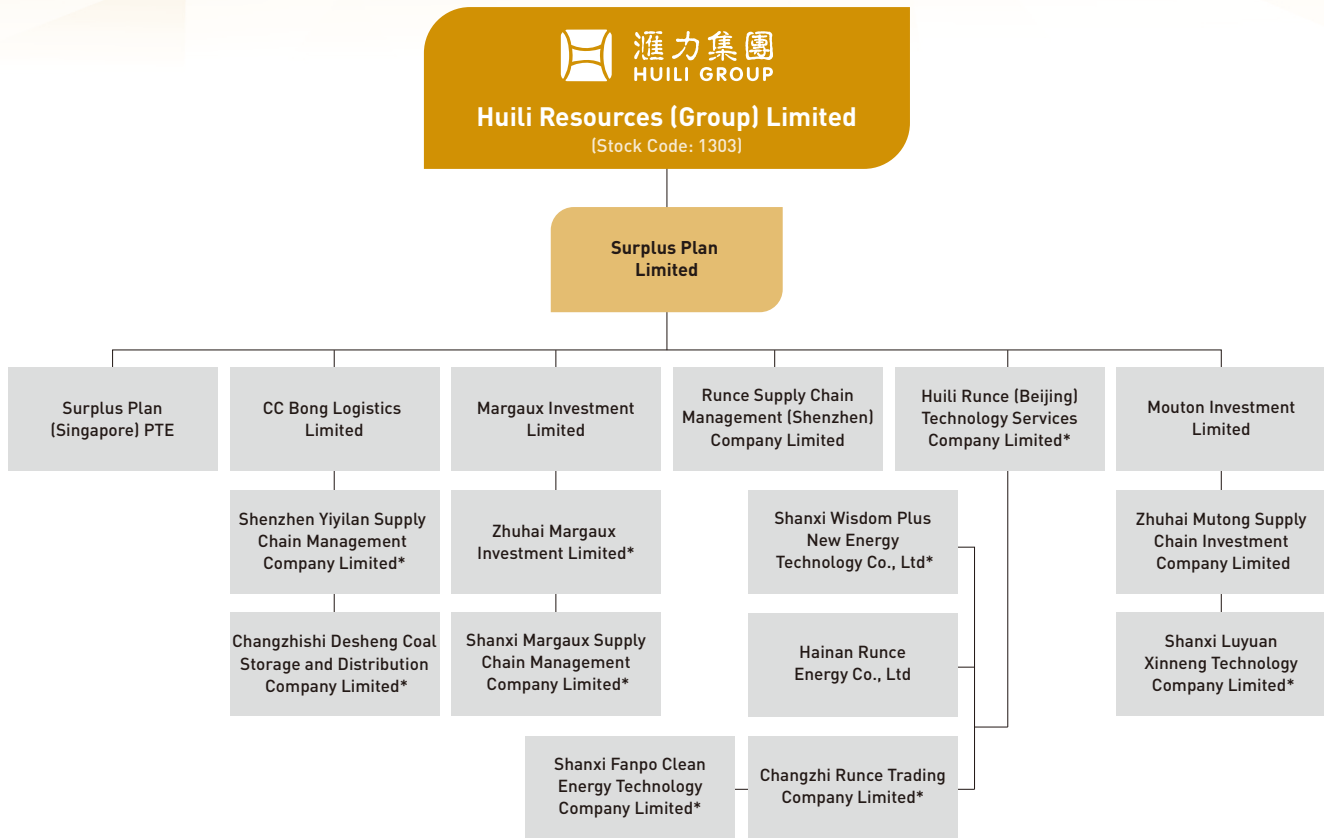 滙力集團
HUILI GROUP
Huili Resources (Group) Limited
(Stock Code: 1303)
Surplus Plan
Limited
Surplus Plan
(Singapore) PTE
CC Bong Logistics
Limited
Margaux Investment
Limited
Runce Supply Chain
Management (Shenzhen)
Company Limited
Huili Runce (Beijing)
Technology Services
Company Limited*
Mouton Investment
Limited
Shenzhen Yiyilan Supply
Chain Management
Company Limited*
Zhuhai Margaux
Investment Limited*
Shanxi Wisdom Plus
New Energy
Technology Co., Ltd*
Zhuhai Mutong Supply
Chain Investment
Company Limited
Changzhishi Desheng Coal
Storage and Distribution
Company Limited*
Shanxi Margaux Supply
Chain Management
Company Limited*
Hainan Runce
Energy Co., Ltd
Shanxi Luyuan
Xinneng Technology
Company Limited*
Shanxi Fanpo Clean
Energy Technology
Company Limited*
Changzhi Runce Trading
Company Limited*